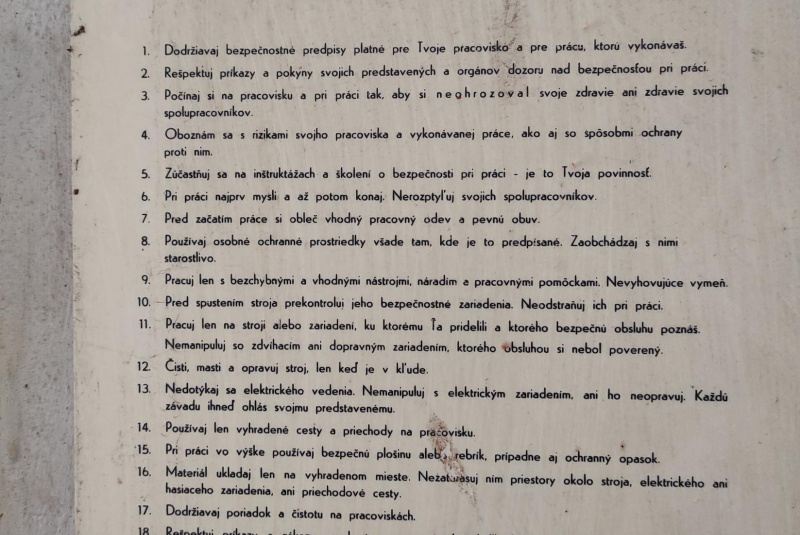 1. Dodržiavaj bezpečnostné predpisy platné pre Tvoje pracovisko a pre prácu, ktorú vykonávaš.
2. Rešpektuj príkazy a pokyny svojich predstavených a orgánov dozoru nad bezpečnosťou pri práci.
3. Počínaj si na pracovisku a pri práci tak, aby si neohrozoval svoje zdravie ani zdravie svojich
spolupracovníkov.
4. Oboznám sa s rizikami svojho pracoviska a vykonávanej práce, ako aj so spôsobmi ochrany
proti nim.
5. Zúčastňuj sa na inštruktážach a školení o bezpečnosti pri práci - je to Tvoja povinnosť.
6. Pri práci najprv mysli a až potom konaj. Nerozptyľuj svojich spolupracovníkov.
7. Pred začatím práce si obleč vhodný pracovný odev a pevnú obuv.
8. Používaj osobné ochranné prostriedky všade tam, kde je to predpísané. Zaobchádzaj s nimi
starostlivo.
9. Pracuj len s bezchybnými a vhodnými nástrojmi, náradím a pracovnými pomôckami. Nevyhovujúce vymeň.
10. Pred spustením stroja prekontroluj jeho bezpečnostné zariadenia. Neodstraňuj ich pri práci.
11. Pracuj len na stroji alebo zariadení, ku ktorému Ťa pridelili a ktorého bezpečnú obsluhu poznáš.
Nemanipuluj so zdvíhacím ani dopravným zariadením, ktorého obsluhou si nebol poverený.
12. Čisti, masti a opravuj stroj, len keď je v kľude.
13. Nedotýkaj sa elektrického vedenia. Nemanipuluj s elektrickým zariadením, ani ho neopravuj. Každú
závadu ihneď ohlás svojmu predstavenému.
14. Používaj len vyhradené cesty a priechody na pracovisku.
15. Pri práci vo výške používaj bezpečnú plošinu alebo rebrík, prípadne aj ochranný opasok.
16. Materiál ukladaj len na vyhradenom mieste. Nezatarasuj ním priestory okolo stroja, elektrického ani
hasiaceho zariadenia, ani priechodové cesty.
17. Dodržiavaj poriadok a čistotu na pracoviskách.
18. Rešpektuj príkazy a